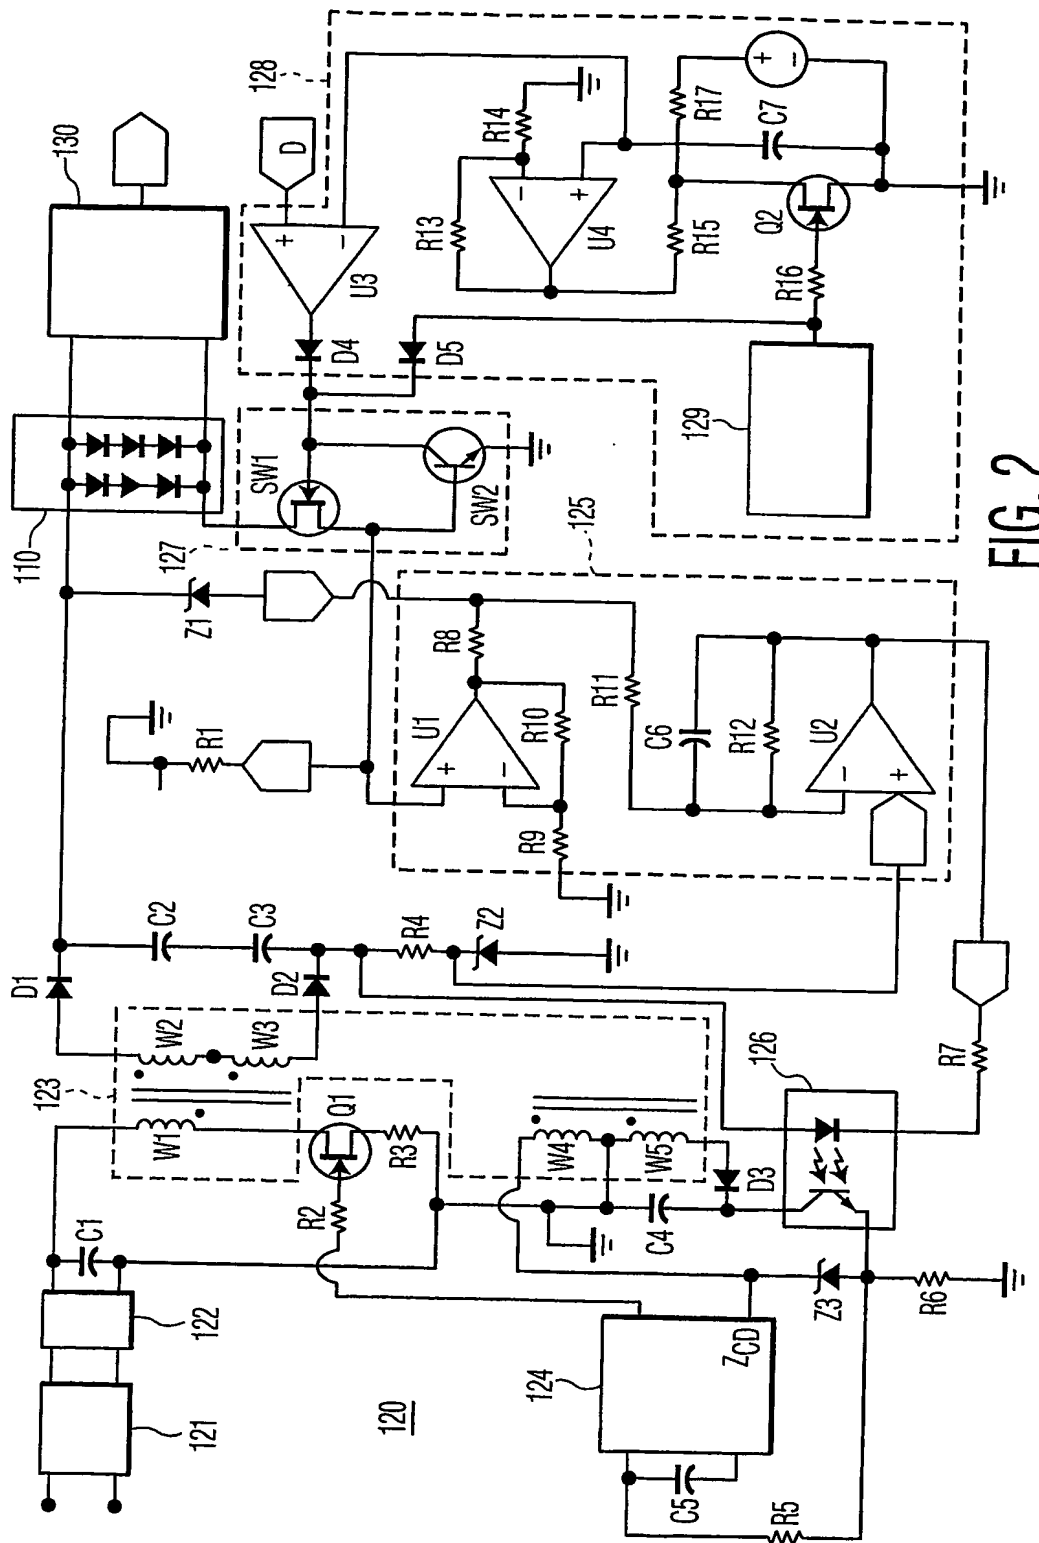 121
122
C1
120
123
W1
W2
W3
D1
D2
C2
C3
R4
Z2
R2
Q1
R3
124
ZCD
C5
R5
W4
W5
C4
D3
Z3
R6
126
R7
R1
Z1
110
130
127
SW1
SW2
125
U1
+
−
R8
R9
R10
R11
C6
R12
U2
−
+
128
D
U3
+
−
D4
D5
R13
R14
U4
−
+
R15
R17
+
−
C7
Q2
R16
129
FIG. 2